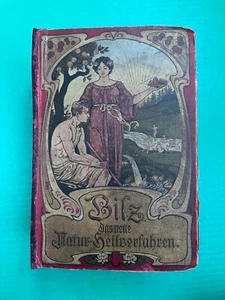 Bilz
Das neue
Natur-Heilverfahren.